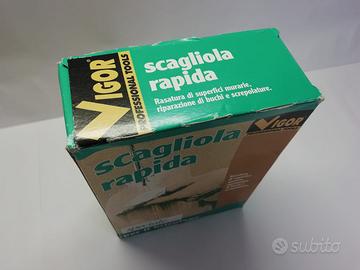 VIGOR
PROFESSIONAL TOOLS
scagliola
rapida
Rasatura di superfici murarie,
riparazione di buchi e screpolature.
scagliola
rapida
VIGOR
subito